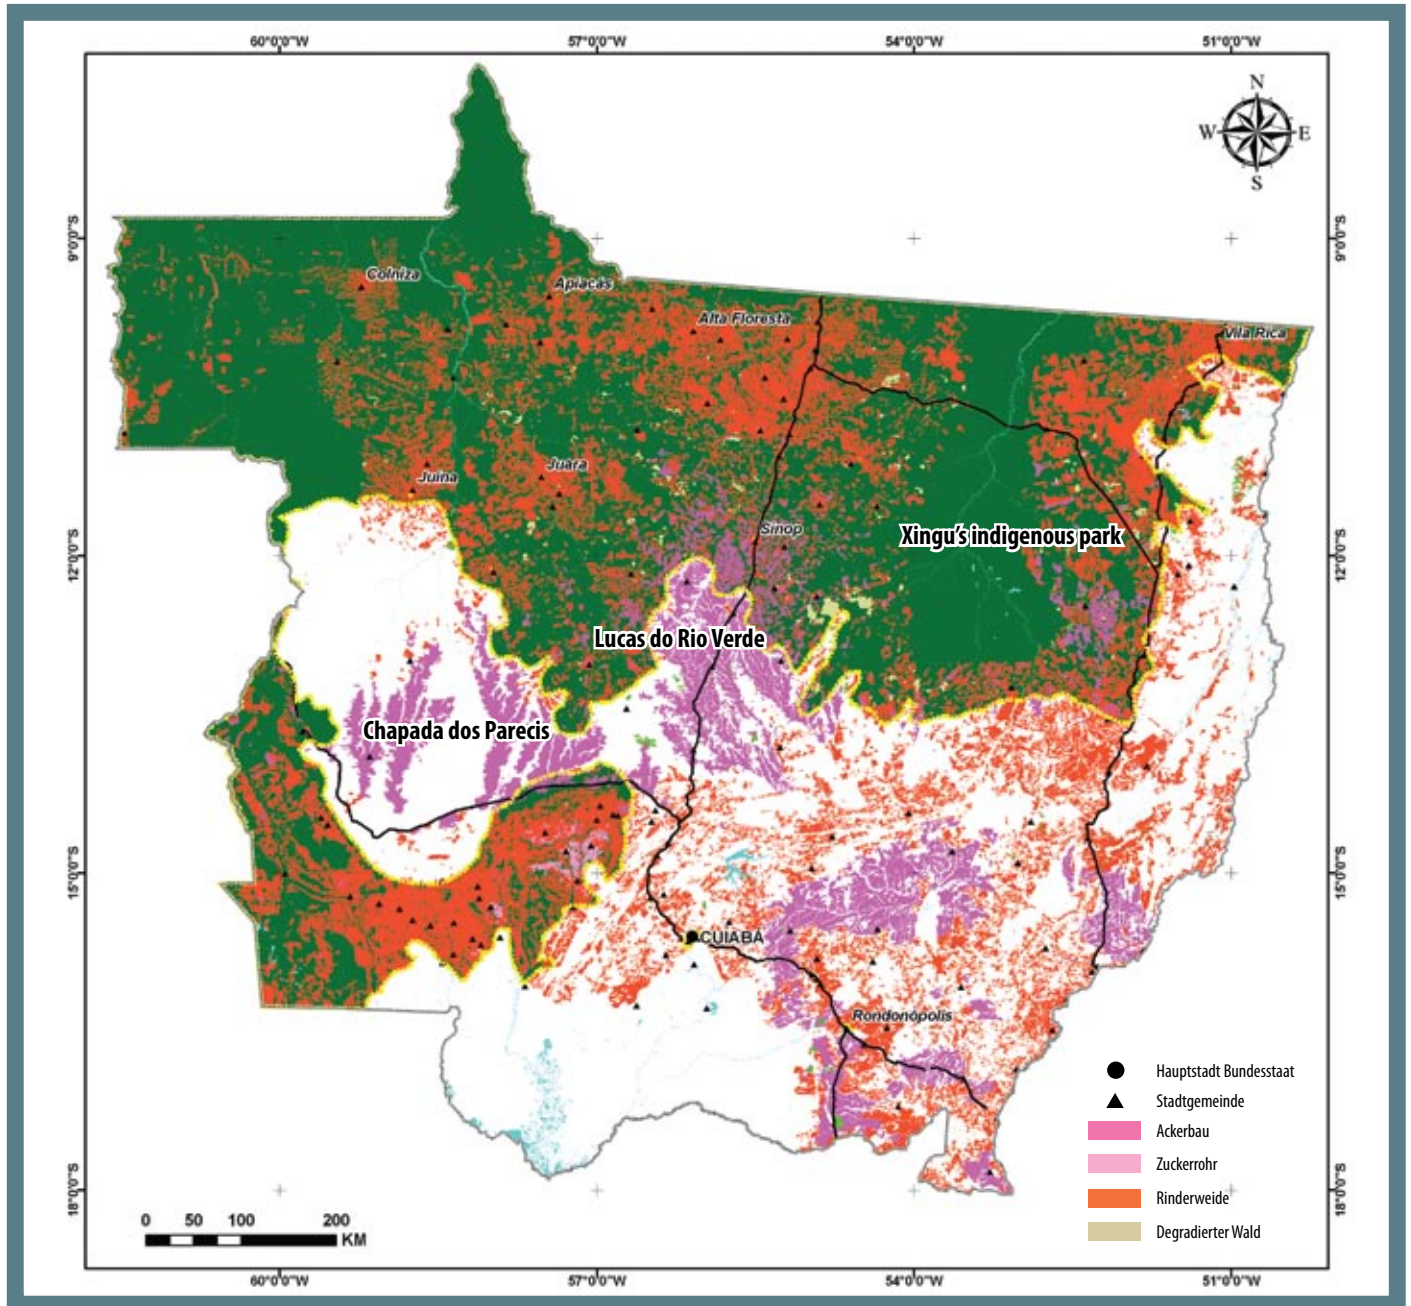 60°0'0"W 57°0'0"W 54°0'0"W 51°0'0"W
N
W E
S
9°0'0"S 9°0'0"S
Colniza
Apiacás
Alta Floresta
Vila Rica
Juara
Juína
Sinop
Xingu's indigenous park
12°0'0"S 12°0'0"S
Lucas do Rio Verde
Chapada dos Parecis
15°0'0"S 15°0'0"S
CUIABÁ
Rondonópolis
Hauptstadt Bundesstaat
Stadtgemeinde
Ackerbau
Zuckerrohr
Rinderweide
Degradierter Wald
18°0'0"S 18°0'0"S
0 50 100 200
KM
60°0'0"W 57°0'0"W 54°0'0"W 51°0'0"W